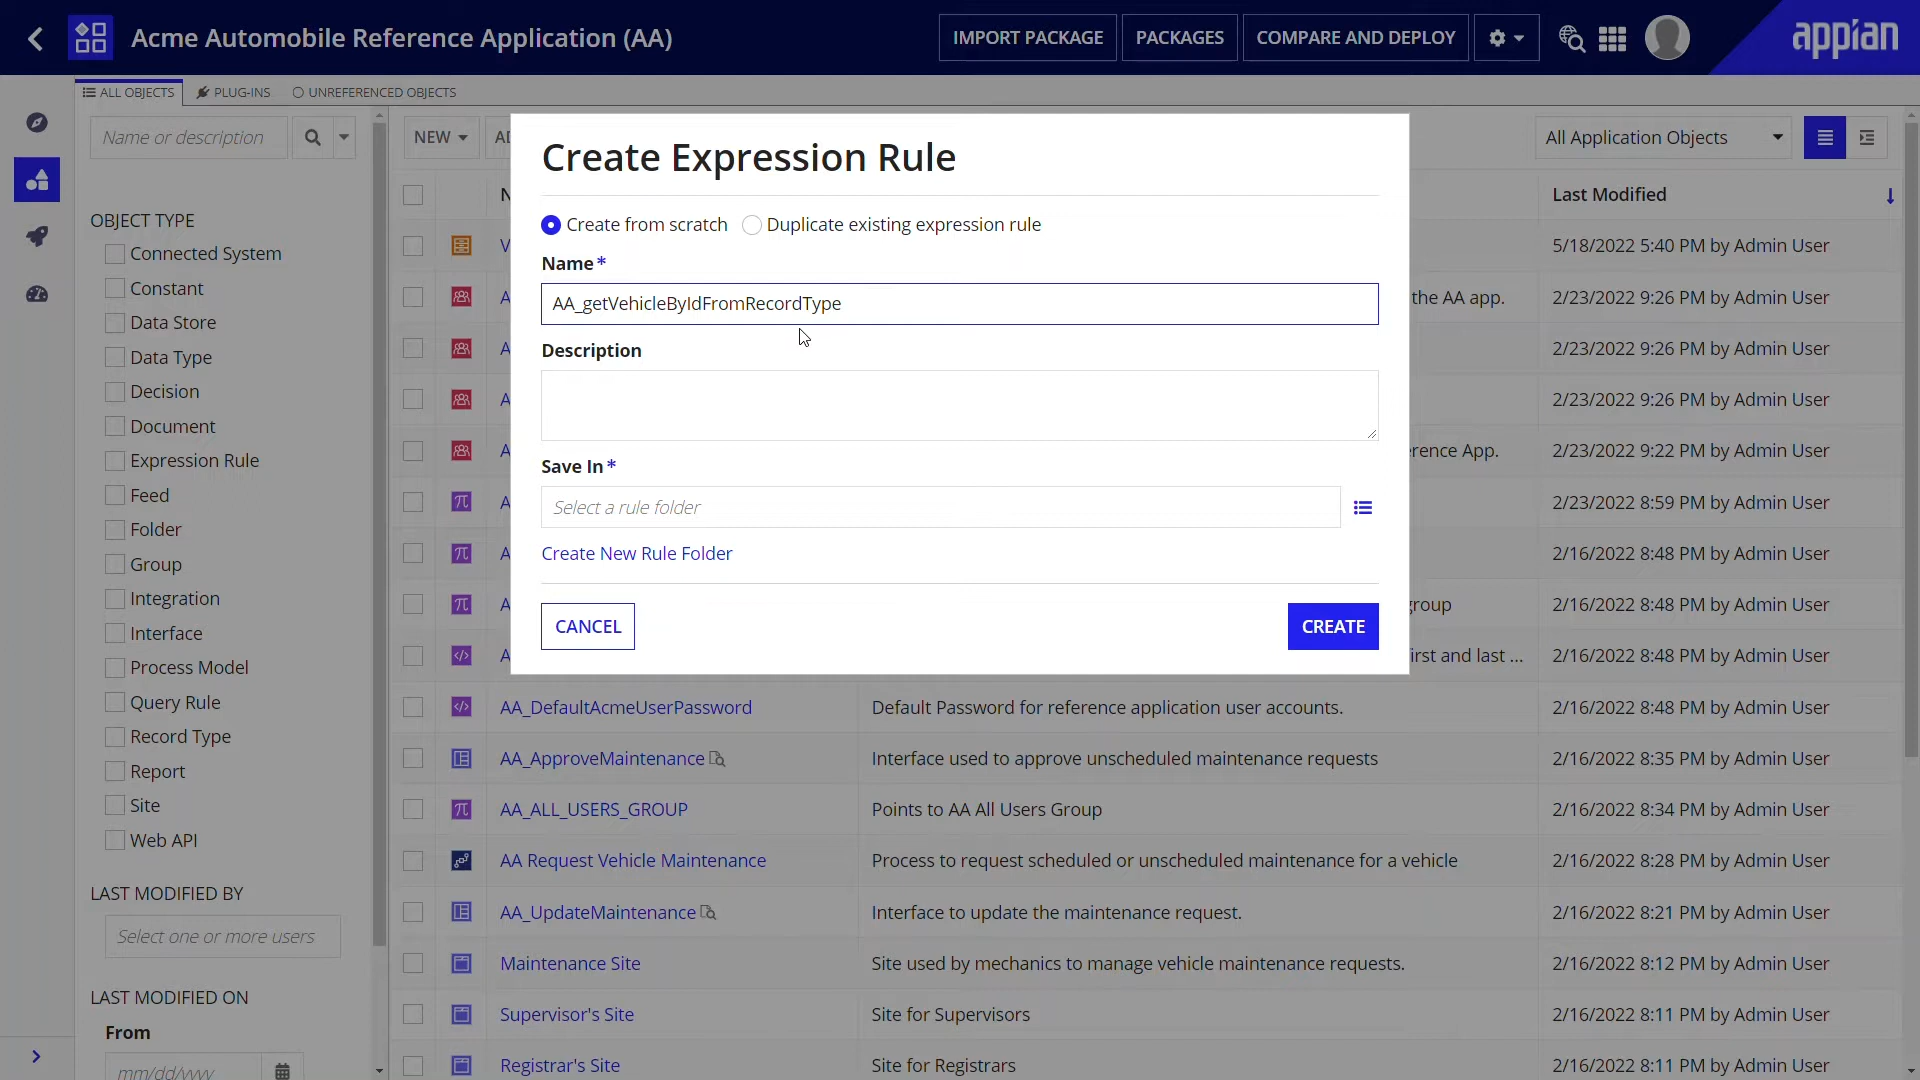 Acme Automobile Reference Application (AA)
IMPORT PACKAGE
PACKAGES
COMPARE AND DEPLOY
appian
ALL OBJECTS
PLUG-INS
UNREFERENCED OBJECTS
Name or description
NEW
All Application Objects
OBJECT TYPE
Connected System
Constant
Data Store
Data Type
Decision
Document
Expression Rule
Feed
Folder
Group
Integration
Interface
Process Model
Query Rule
Record Type
Report
Site
Web API
LAST MODIFIED BY
Select one or more users
LAST MODIFIED ON
From
mm/dd/yyyy
Create Expression Rule
Create from scratch
Duplicate existing expression rule
Name*
AA_getVehicleByIdFromRecordType
Description
Save In*
Select a rule folder
Create New Rule Folder
CANCEL
CREATE
Last Modified
5/18/2022 5:40 PM by Admin User
the AA app. 2/23/2022 9:26 PM by Admin User
2/23/2022 9:26 PM by Admin User
2/23/2022 9:26 PM by Admin User
App. 2/23/2022 9:22 PM by Admin User
2/23/2022 8:59 PM by Admin User
2/16/2022 8:48 PM by Admin User
group 2/16/2022 8:48 PM by Admin User
and last ... 2/16/2022 8:48 PM by Admin User
AA_DefaultAcmeUserPassword Default Password for reference application user accounts. 2/16/2022 8:48 PM by Admin User
AA_ApproveMaintenance Interface used to approve unscheduled maintenance requests 2/16/2022 8:35 PM by Admin User
AA_ALL_USERS_GROUP Points to AA All Users Group 2/16/2022 8:34 PM by Admin User
AA Request Vehicle Maintenance Process to request scheduled or unscheduled maintenance for a vehicle 2/16/2022 8:28 PM by Admin User
AA_UpdateMaintenance Interface to update the maintenance request. 2/16/2022 8:21 PM by Admin User
Maintenance Site Site used by mechanics to manage vehicle maintenance requests. 2/16/2022 8:12 PM by Admin User
Supervisor's Site Site for Supervisors 2/16/2022 8:11 PM by Admin User
Registrar's Site Site for Registrars 2/16/2022 8:11 PM by Admin User